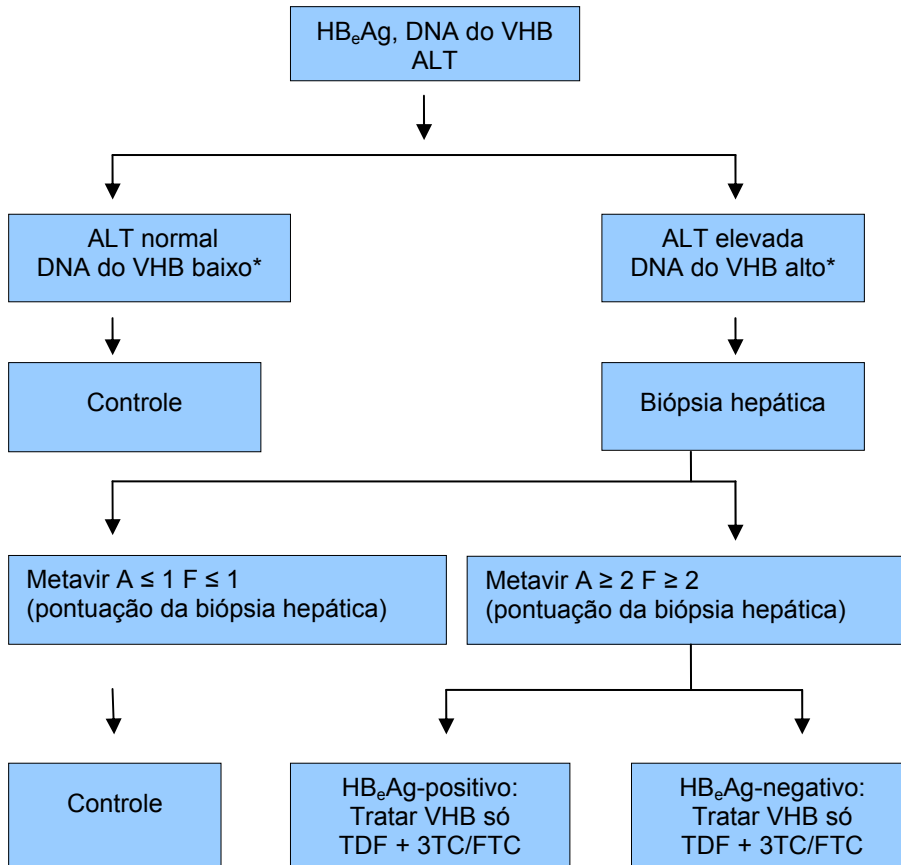 HBeAg, DNA do VHB
ALT
ALT normal
DNA do VHB baixo*
ALT elevada
DNA do VHB alto*
Controle
Biópsia hepática
Metavir A ≤ 1 F ≤ 1
(pontuação da biópsia hepática)
Metavir A ≥ 2 F ≥ 2
(pontuação da biópsia hepática)
Controle
HBeAg-positivo:
Tratar VHB só
TDF + 3TC/FTC
HBeAg-negativo:
Tratar VHB só
TDF + 3TC/FTC